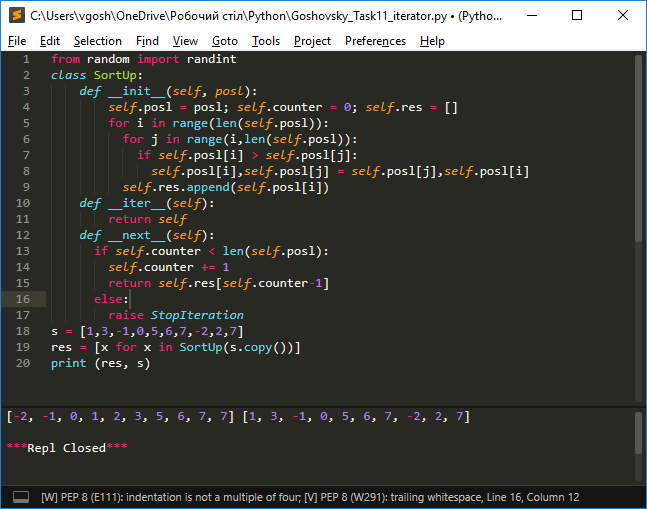 C:\Users\vgosh\OneDrive\Робочий стіл\Python\Goshovsky_Task11_iterator.py • (Pytho...
File Edit Selection Find View Goto Tools Project Preferences Help
1 from random import randint
2 class SortUp:
3 def __init__(self, posl):
4 self.posl = posl; self.counter = 0; self.res = []
5 for i in range(len(self.posl)):
6 for j in range(i,len(self.posl)):
7 if self.posl[i] > self.posl[j]:
8 self.posl[i],self.posl[j] = self.posl[j],self.posl[i]
9 self.res.append(self.posl[i])
10 def __iter__(self):
11 return self
12 def __next__(self):
13 if self.counter < len(self.posl):
14 self.counter += 1
15 return self.res[self.counter-1]
16 else:
17 raise StopIteration
18 s = [1,3,-1,0,5,6,7,-2,2,7]
19 res = [x for x in SortUp(s.copy())]
20 print (res, s)
[-2, -1, 0, 1, 2, 3, 5, 6, 7, 7] [1, 3, -1, 0, 5, 6, 7, -2, 2, 7]
***Repl Closed***
[W] PEP 8 (E111): indentation is not a multiple of four; [V] PEP 8 (W291): trailing whitespace, Line 16, Column 12